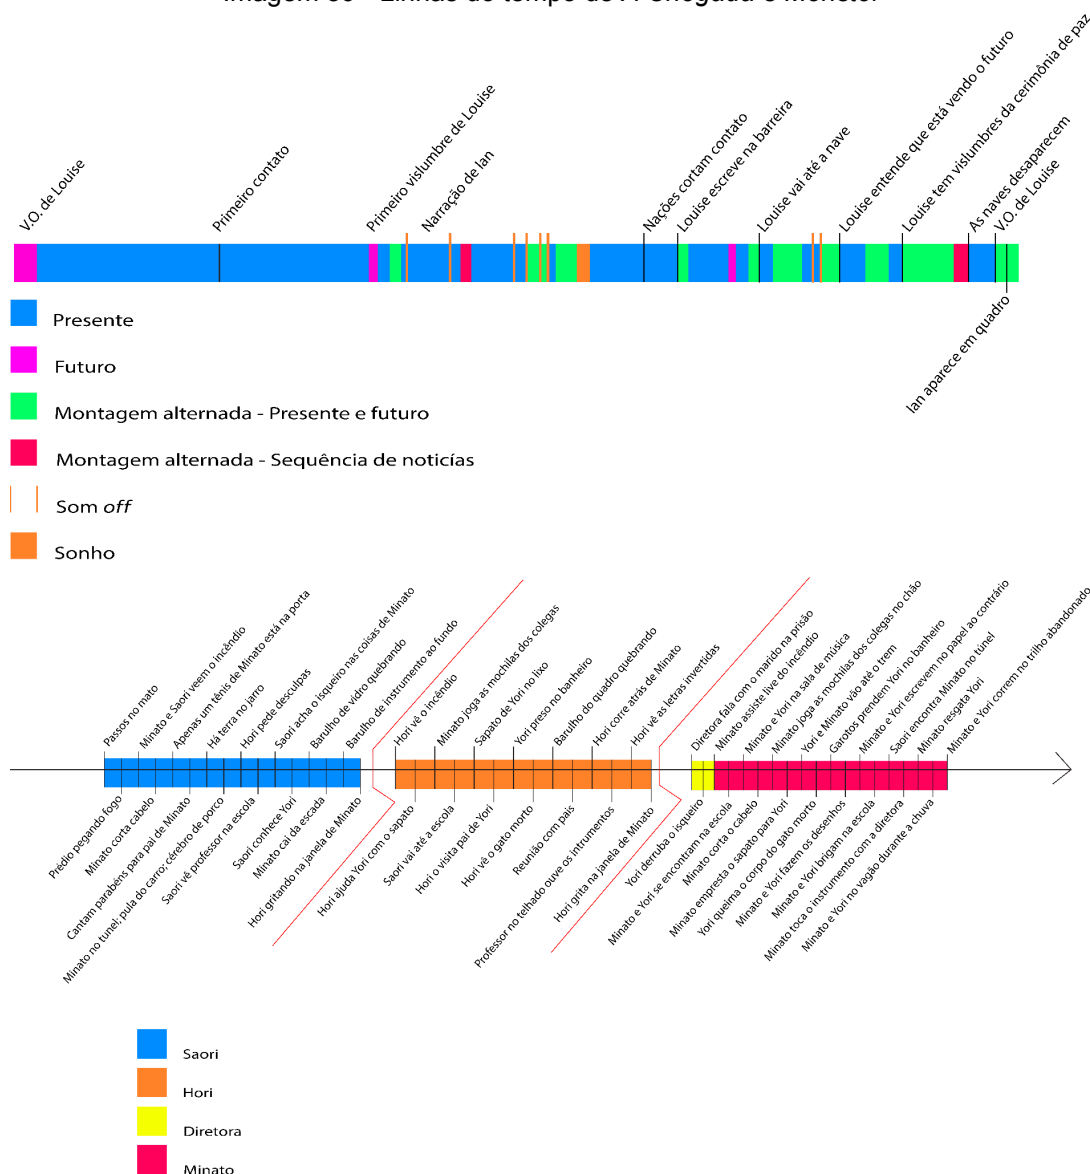 V.O. de Louise
Primeiro contato
Primeiro vislumbre de Louise
Narração de Ian
Nações cortam contato
Louise escreve na barreira
Louise vai até a nave
Louise entende que está vendo o futuro
Louise tem vislumbres da cerimônia de paz
As naves desaparecem
V.O. de Louise
Ian aparece em quadro
Presente
Futuro
Montagem alternada - Presente e futuro
Montagem alternada - Sequência de noticías
Som off
Sonho
Passos no mato
Minato e Saori veem o incêndio
Apenas um tênis de Minato está na porta
Há terra no jarro
Hori pede desculpas
Saori acha o isqueiro nas coisas de Minato
Barulho de vidro quebrando
Barulho de instrumento ao fundo
Hori vê o incêndio
Minato joga as mochilas dos colegas
Sapato de Yori no lixo
Yori preso no banheiro
Barulho do quadro quebrando
Hori corre atrás de Minato
Hori vê as letras invertidas
Diretora fala com o marido na prisão
Minato assiste live do incêndio
Minato e Yori na sala de música
Minato joga as mochilas dos colegas no chão
Yori e Minato vão até o trem
Garotos prendem Yori no banheiro
Minato e Yori escrevem no papel ao contrário
Saori encontra Minato no túnel
Minato resgata Yori
Minato e Yori correm no trilho abandonado
Prédio pegando fogo
Minato corta cabelo
Cantam parabéns para pai de Minato
Minato no tunel; pula do carro; cérebro de porco
Saori vê professor na escola
Saori conhece Yori
Minato cai da escada
Hori gritando na janela de Minato
Hori ajuda Yori com o sapato
Saori vai até a escola
Hori o visita pai de Yori
Hori vê o gato morto
Reunião com pais
Professor no telhado ouve os intrumentos
Hori grita na janela de Minato
Yori derruba o isqueiro
Minato e Yori se encontram na escola
Minato corta o cabelo
Minato empresta o sapato para Yori
Yori queima o corpo do gato morto
Minato e Yori fazem os desenhos
Minato e Yori brigam na escola
Minato toca o instrumento com a diretora
Minato e Yori no vagão durante a chuva
Saori
Hori
Diretora
Minato